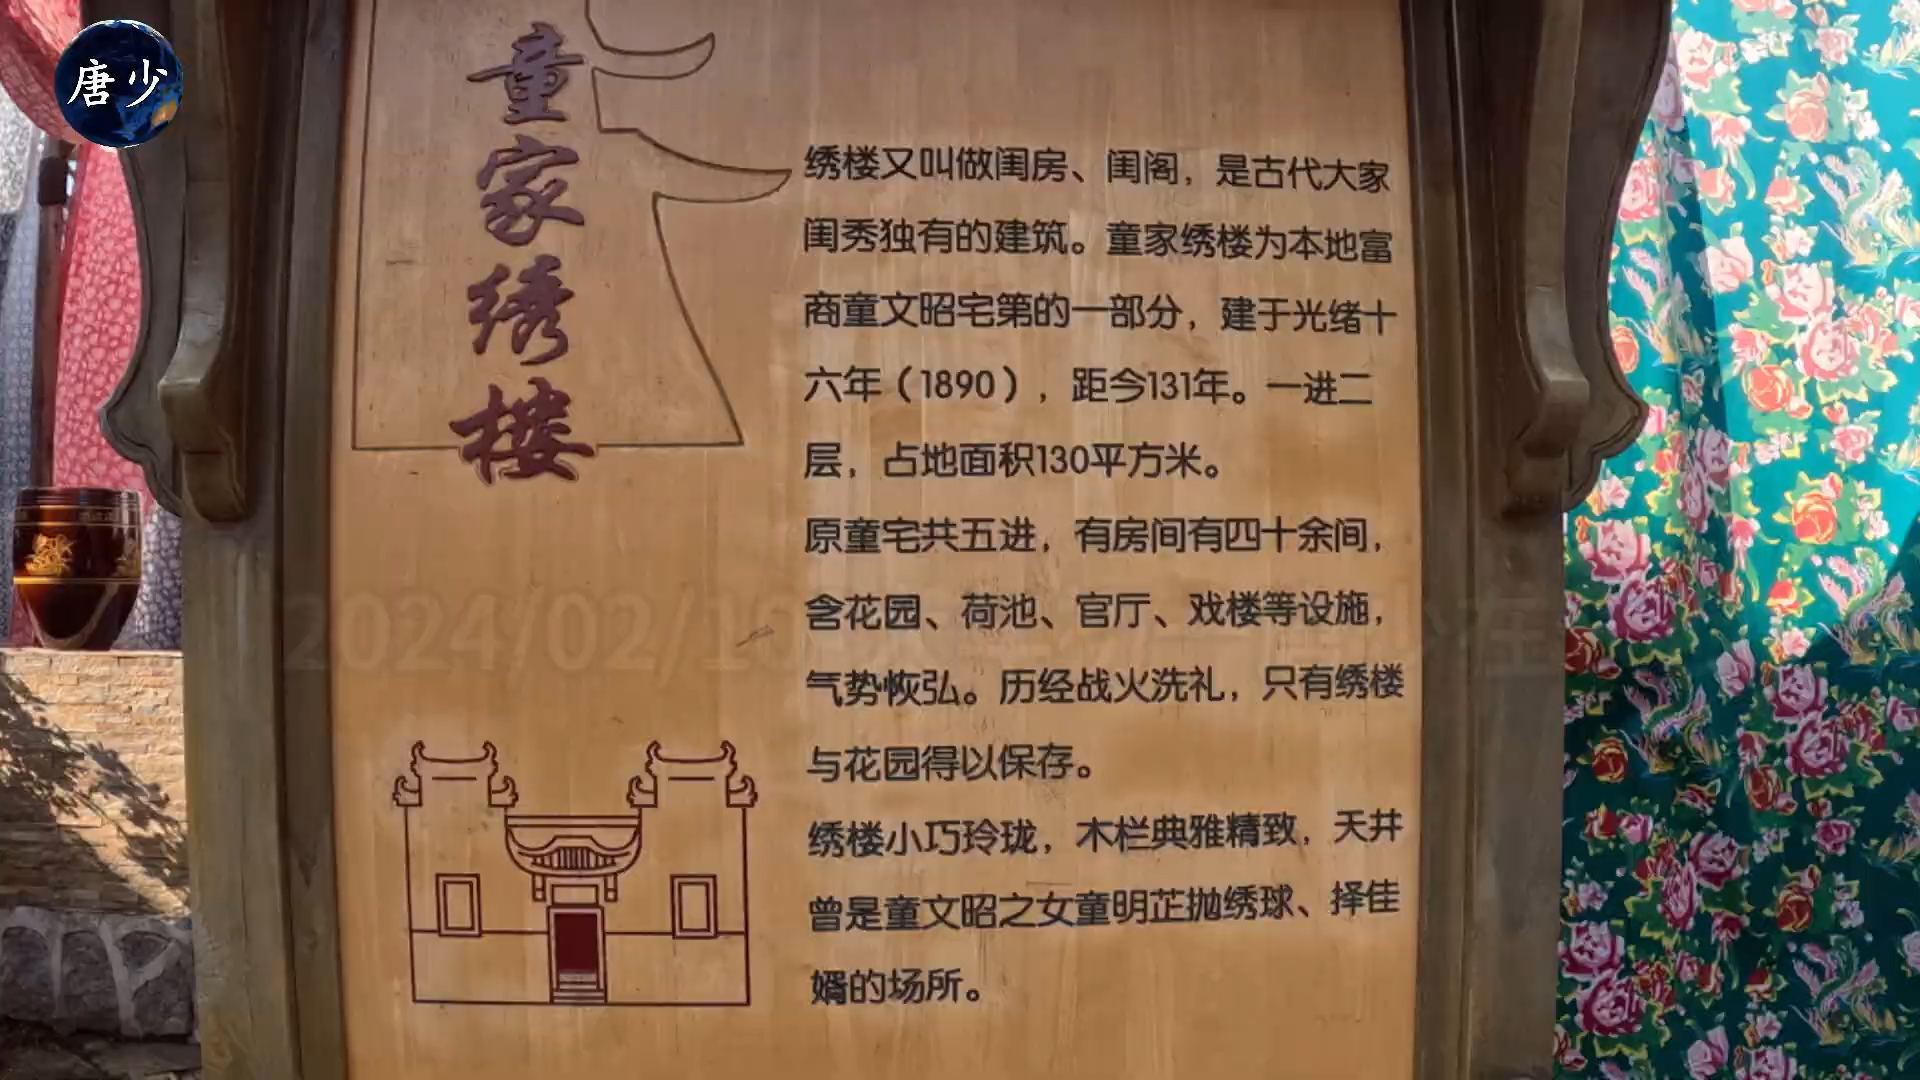 唐少
童家绣楼
绣楼又叫做闺房、闺阁，是古代大家
闺秀独有的建筑。童家绣楼为本地富
商童文昭宅第的一部分，建于光绪十
六年（1890），距今131年。一进二
层，占地面积130平方米。
原童宅共五进，有房间有四十余间，
含花园、荷池、官厅、戏楼等设施，
气势恢弘。历经战火洗礼，只有绣楼
与花园得以保存。
绣楼小巧玲珑，木栏典雅精致，天井
曾是童文昭之女童明芷抛绣球、择佳
婿的场所。
2024/02/1